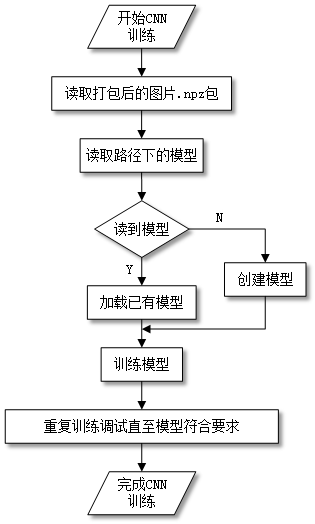 开始CNN
训练
读取打包后的图片.npz包
读取路径下的模型
读到模型
N
Y
创建模型
加载已有模型
训练模型
重复训练调试直至模型符合要求
完成CNN
训练